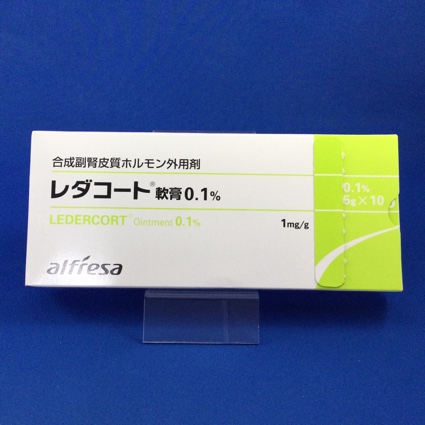 合成副腎皮質ホルモン外用剤
レダコート®軟膏0.1%
LEDERCORT® Ointment 0.1%
1mg/g
0.1%
5g×10
alfresa